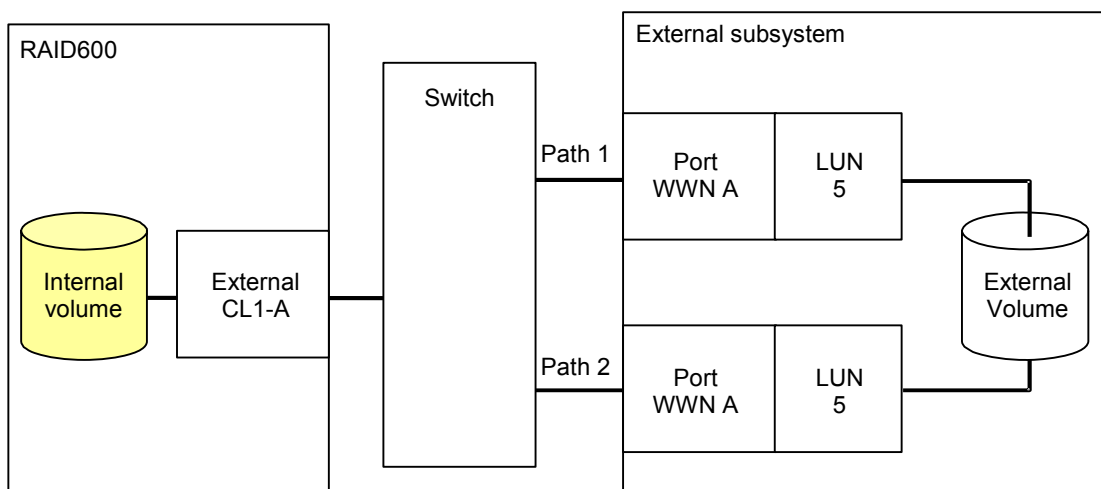 RAID600
External subsystem
Switch
Path 1
Port
WWN A
LUN
5
Internal
volume
External
CL1-A
External
Volume
Path 2
Port
WWN A
LUN
5